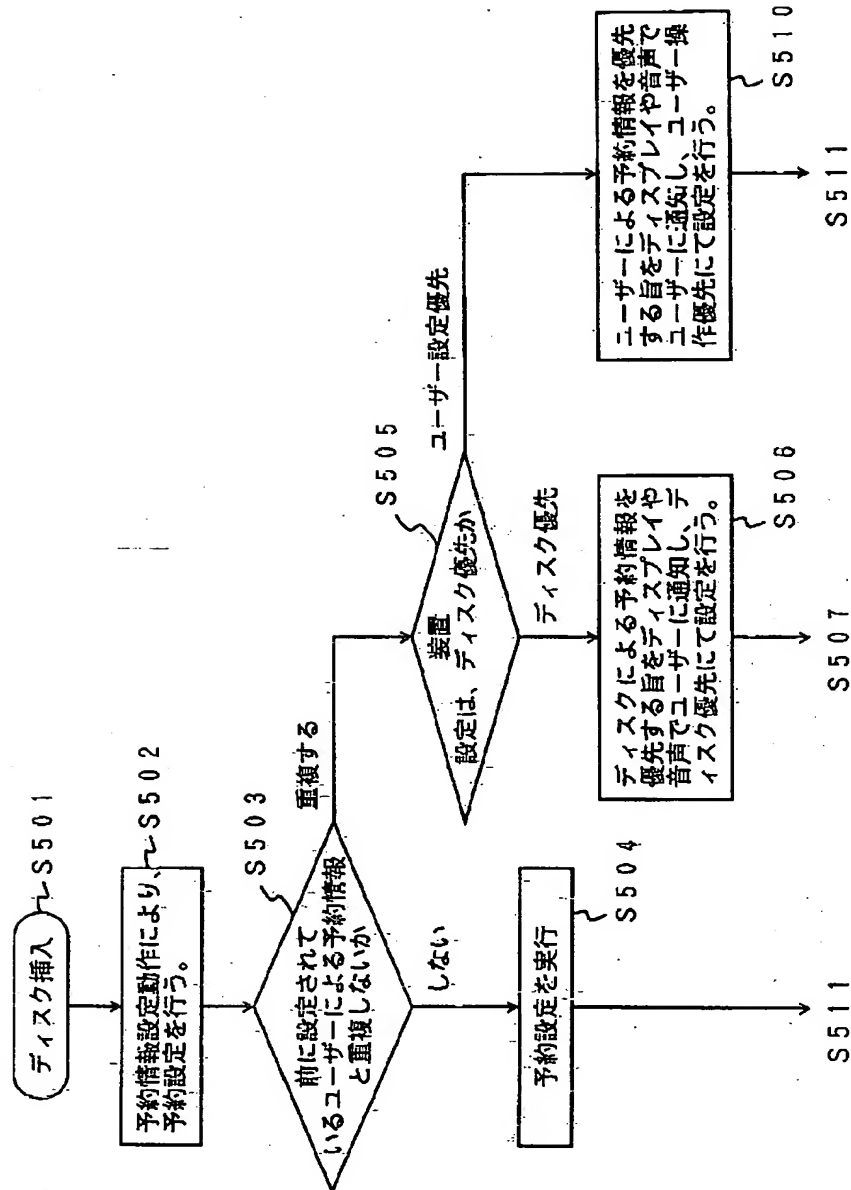 ディスク挿入
S501
予約情報設定動作により、
予約設定を行う。
S502
前に設定されて
いるユーザーによる予約情報
と重複しないか
S503
重複する
しない
予約設定を実行
S504
S511
装置
設定は、ディスク優先か
S505
ユーザー設定優先
ディスク優先
ディスクによる予約情報を
優先する旨をディスプレイや
音声でユーザーに通知し、デ
ィスク優先にて設定を行う。
S506
S507
ユーザーによる予約情報を優先
する旨をディスプレイや音声で
ユーザーに通知し、ユーザー操
作優先にて設定を行う。
S510
S511